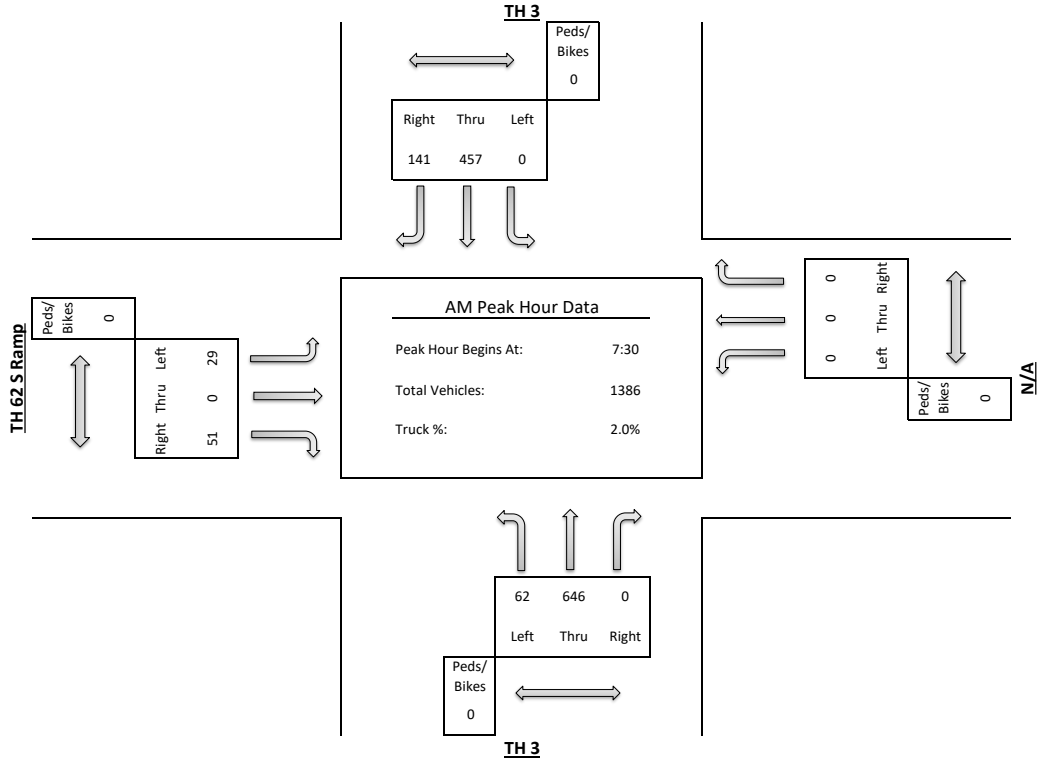 TH 3
Peds/
Bikes
0
Right Thru Left
141 457 0
TH 62 S Ramp
Peds/
Bikes
0
Right Thru Left
51 0 29
AM Peak Hour Data
Peak Hour Begins At: 7:30
Total Vehicles: 1386
Truck %: 2.0%
0 0 0
Left Thru Right
Peds/
Bikes
0
N/A
62 646 0
Left Thru Right
Peds/
Bikes
0
TH 3